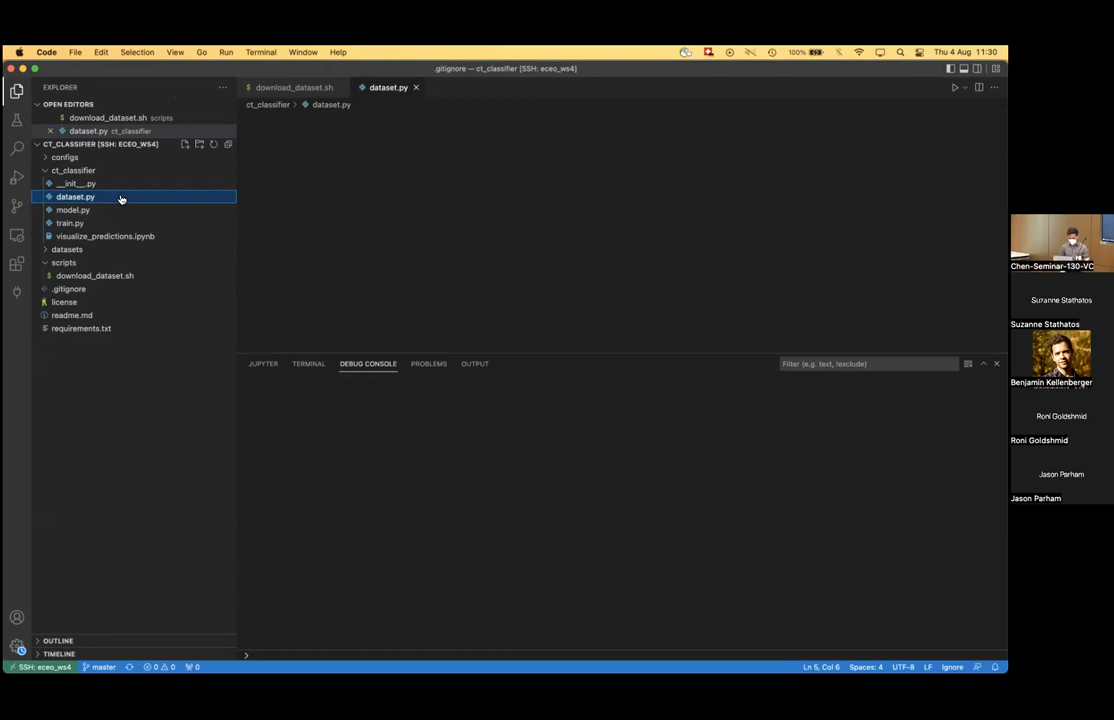 Code File Edit Selection View Go Run Terminal Window Help 100% Thu 4 Aug 11:30
.gitignore — ct_classifier [SSH: eceo_ws4]
EXPLORER
OPEN EDITORS
download_dataset.sh scripts
dataset.py ct_classifier
CT_CLASSIFIER [SSH: ECEO_WS4]
configs
ct_classifier
__init__.py
dataset.py
model.py
train.py
visualize_predictions.ipynb
datasets
scripts
download_dataset.sh
.gitignore
license
readme.md
requirements.txt
OUTLINE
TIMELINE
download_dataset.sh dataset.py
ct_classifier > dataset.py
JUPYTER TERMINAL DEBUG CONSOLE PROBLEMS OUTPUT Filter (e.g. text, !exclude)
SSH: eceo_ws4 master 0 0 0 Ln 5, Col 6 Spaces: 4 UTF-8 LF Ignore
Chen-Seminar-130-VC
Suzanne Stathatos
Suzanne Stathatos
Benjamin Kellenberger
Roni Goldshmid
Roni Goldshmid
Jason Parham
Jason Parham